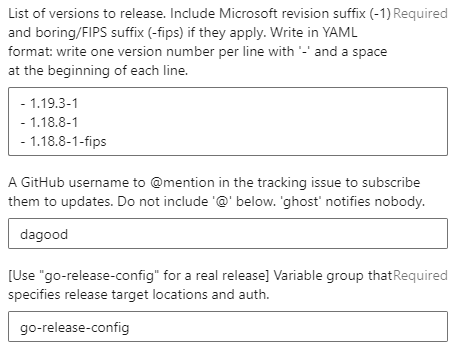 List of versions to release. Include Microsoft revision suffix (-1) Required
and boring/FIPS suffix (-fips) if they apply. Write in YAML
format: write one version number per line with '-' and a space
at the beginning of each line.
- 1.19.3-1
- 1.18.8-1
- 1.18.8-1-fips
A GitHub username to @mention in the tracking issue to subscribe
them to updates. Do not include '@' below. 'ghost' notifies nobody.
dagood
[Use "go-release-config" for a real release] Variable group that Required
specifies release target locations and auth.
go-release-config